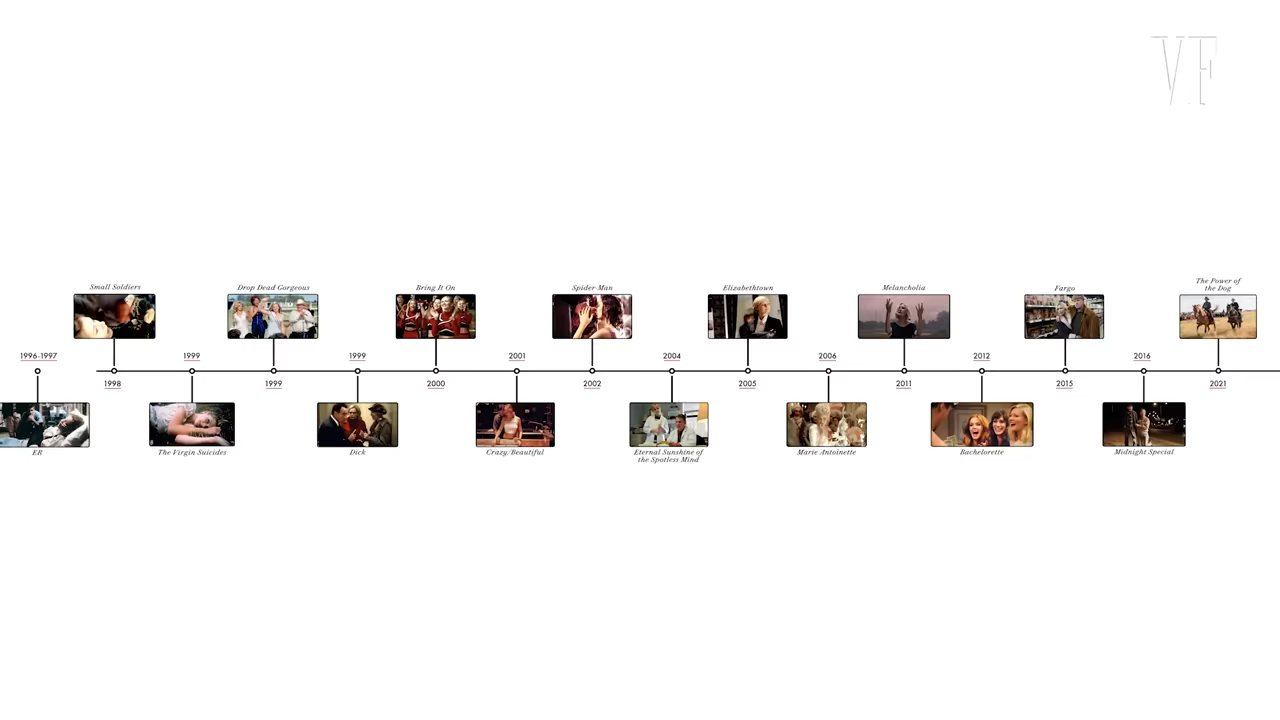 VF
Small Soldiers
Drop Dead Gorgeous
Bring It On
Spider-Man
Elizabethtown
Melancholia
Fargo
The Power of
the Dog
1996-1997
1999
1999
2001
2004
2006
2012
2016
1998
1999
2000
2002
2005
2011
2015
2021
ER
The Virgin Suicides
Dick
Crazy/Beautiful
Eternal Sunshine of
the Spotless Mind
Marie Antoinette
Bachelorette
Midnight Special